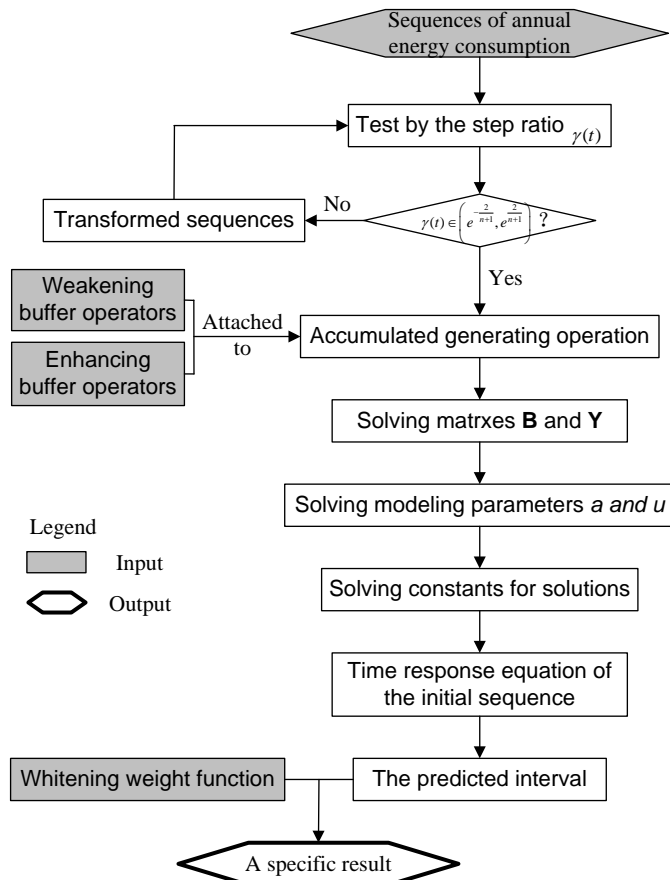 Sequences of annual
energy consumption
Test by the step ratio γ(t)
No
Transformed sequences
γ(t) ∈ (e^{-2/(n+1)}, e^{2/(n+1)}) ?
Yes
Weakening
buffer operators
Attached
to
Enhancing
buffer operators
Accumulated generating operation
Solving matrxes B and Y
Solving modeling parameters a and u
Legend
Input
Output
Solving constants for solutions
Time response equation of
the initial sequence
Whitening weight function
The predicted interval
A specific result